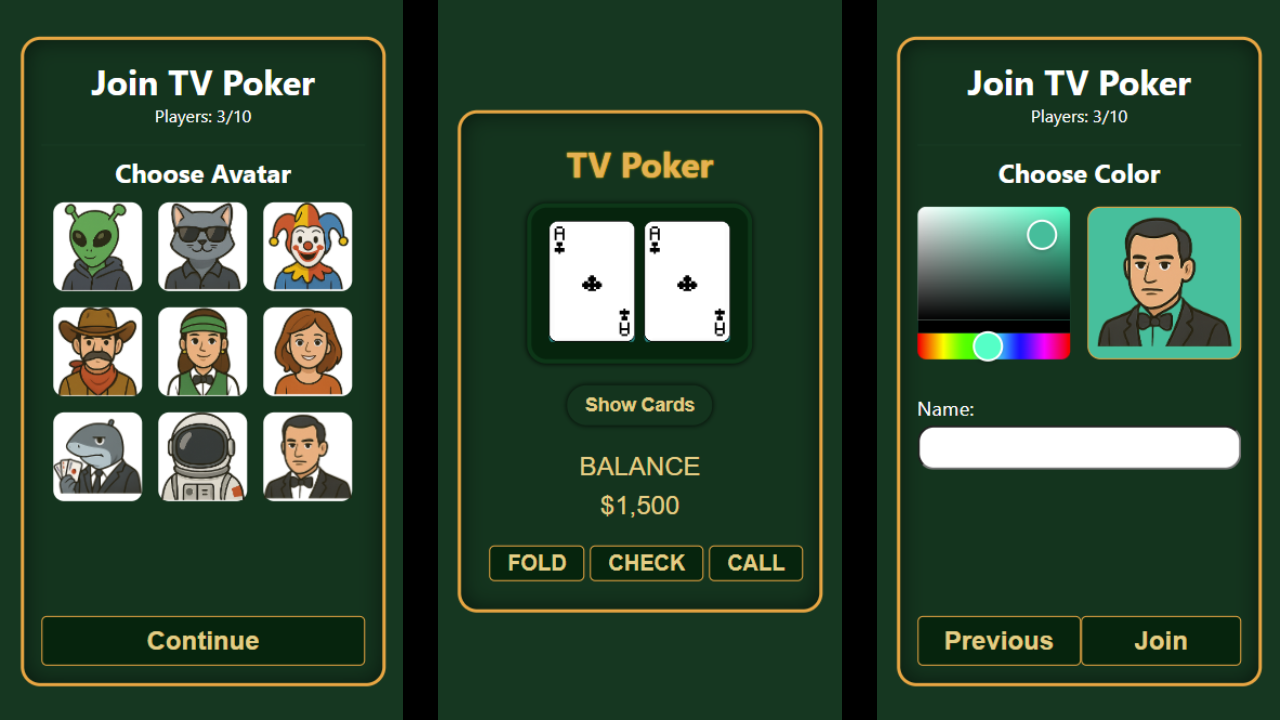 Join TV Poker
Players: 3/10
Choose Avatar
Continue
TV Poker
A
A
A
A
Show Cards
BALANCE
$1,500
FOLD CHECK CALL
Join TV Poker
Players: 3/10
Choose Color
Name:
Previous Join